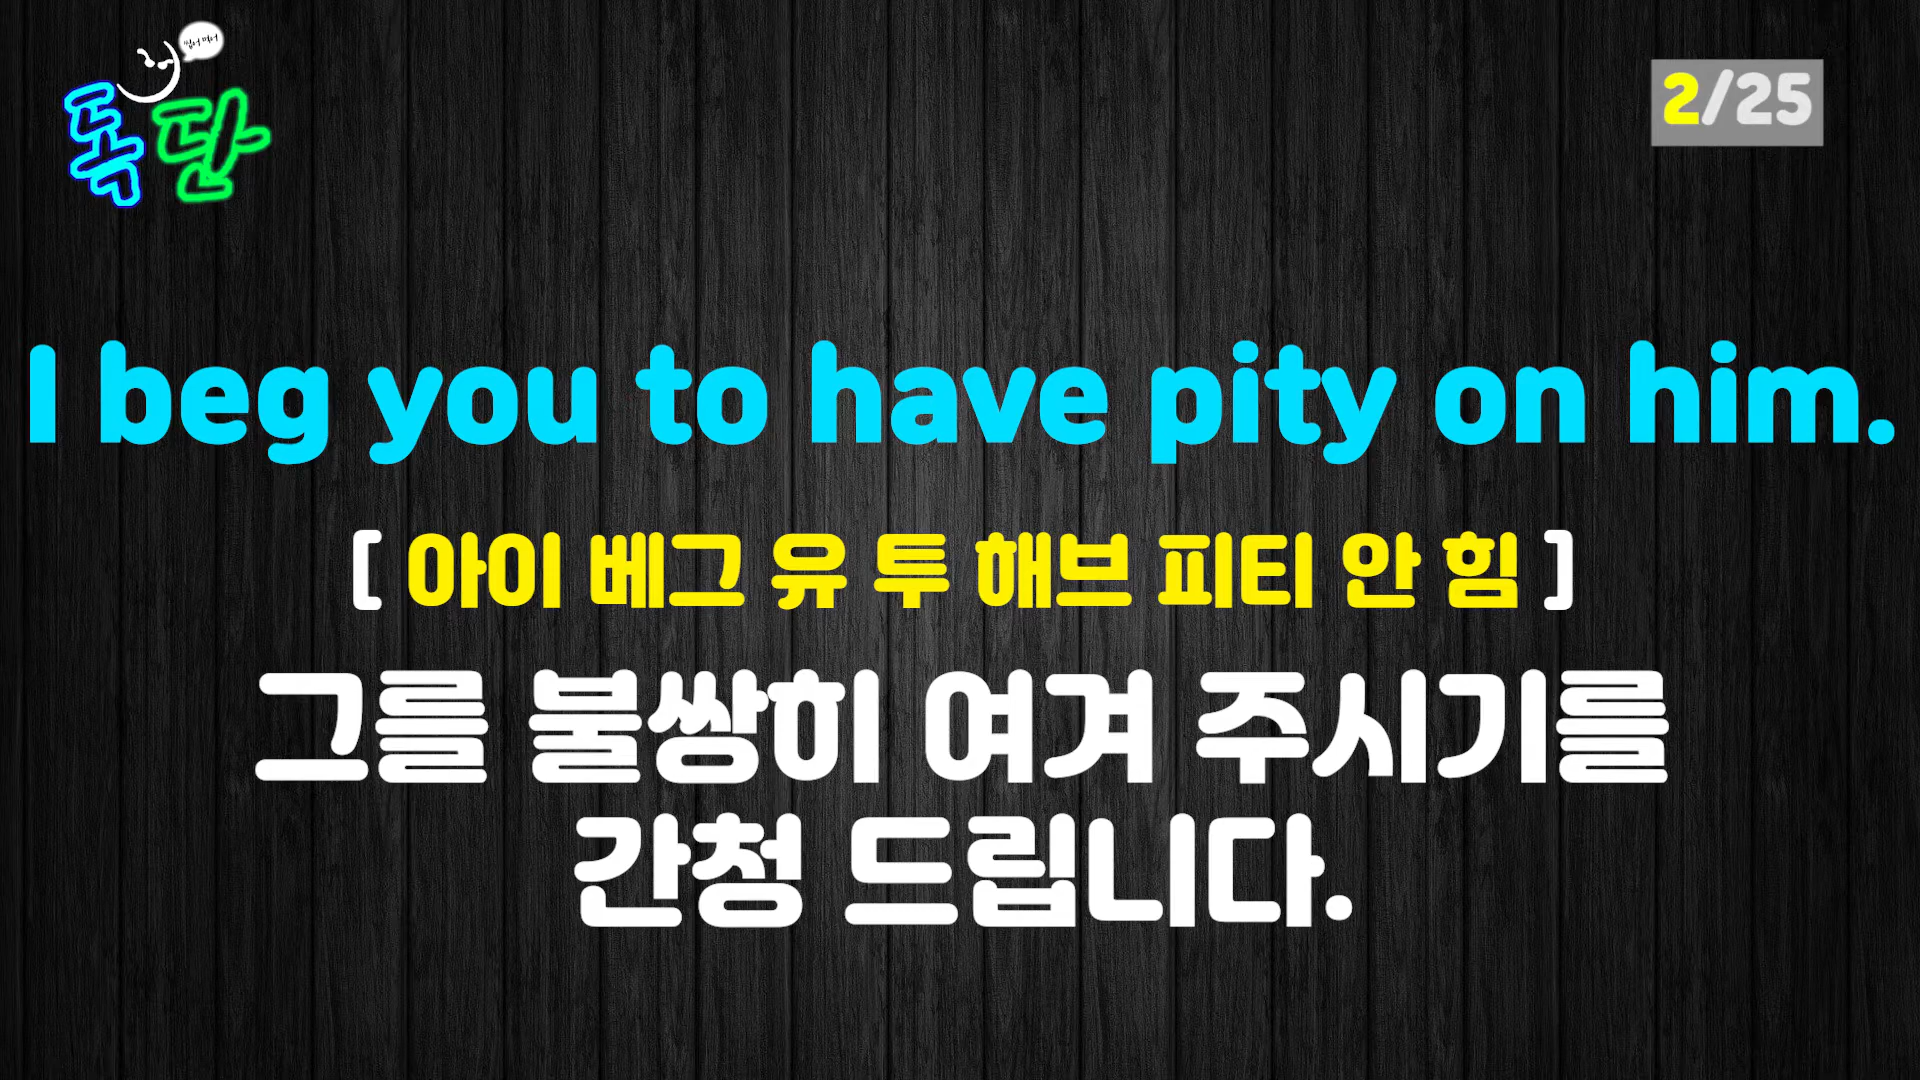 독단
2/25
I beg you to have pity on him.
[ 아이 베그 유 투 해브 피티 안 힘 ]
그를 불쌍히 여겨 주시기를
간청 드립니다.